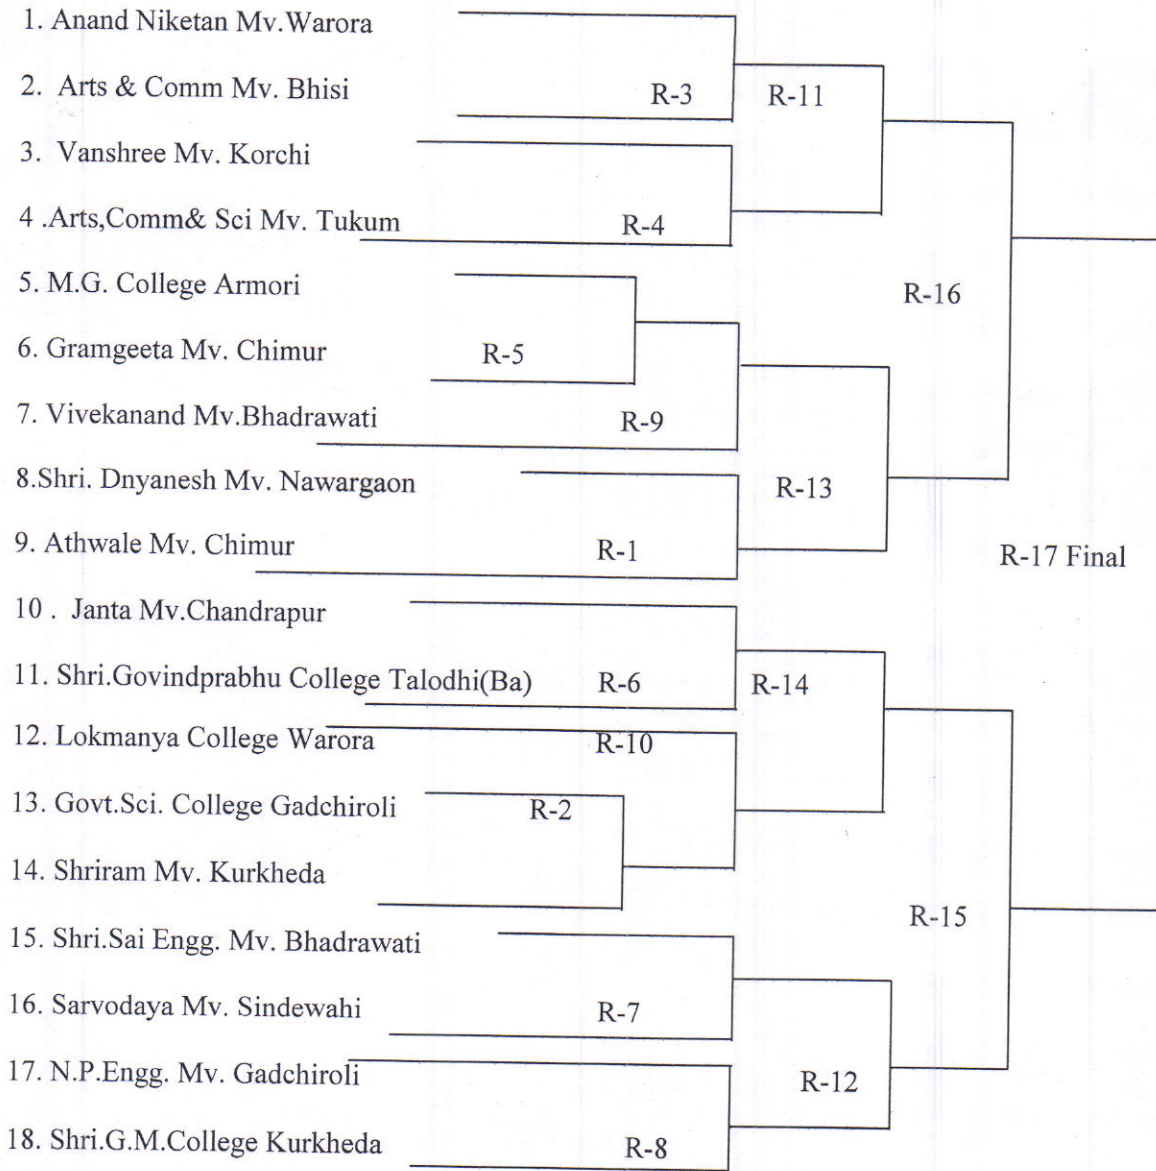 1. Anand Niketan Mv.Warora
2. Arts & Comm Mv. Bhisi R-3 R-11
3. Vanshree Mv. Korchi
4 .Arts,Comm& Sci Mv. Tukum R-4
5. M.G. College Armori R-16
6. Gramgeeta Mv. Chimur R-5
7. Vivekanand Mv.Bhadrawati R-9
8.Shri. Dnyanesh Mv. Nawargaon R-13
9. Athwale Mv. Chimur R-1 R-17 Final
10 . Janta Mv.Chandrapur
11. Shri.Govindprabhu College Talodhi(Ba) R-6 R-14
12. Lokmanya College Warora R-10
13. Govt.Sci. College Gadchiroli R-2
14. Shriram Mv. Kurkheda
15. Shri.Sai Engg. Mv. Bhadrawati R-15
16. Sarvodaya Mv. Sindewahi R-7
17. N.P.Engg. Mv. Gadchiroli R-12
18. Shri.G.M.College Kurkheda R-8